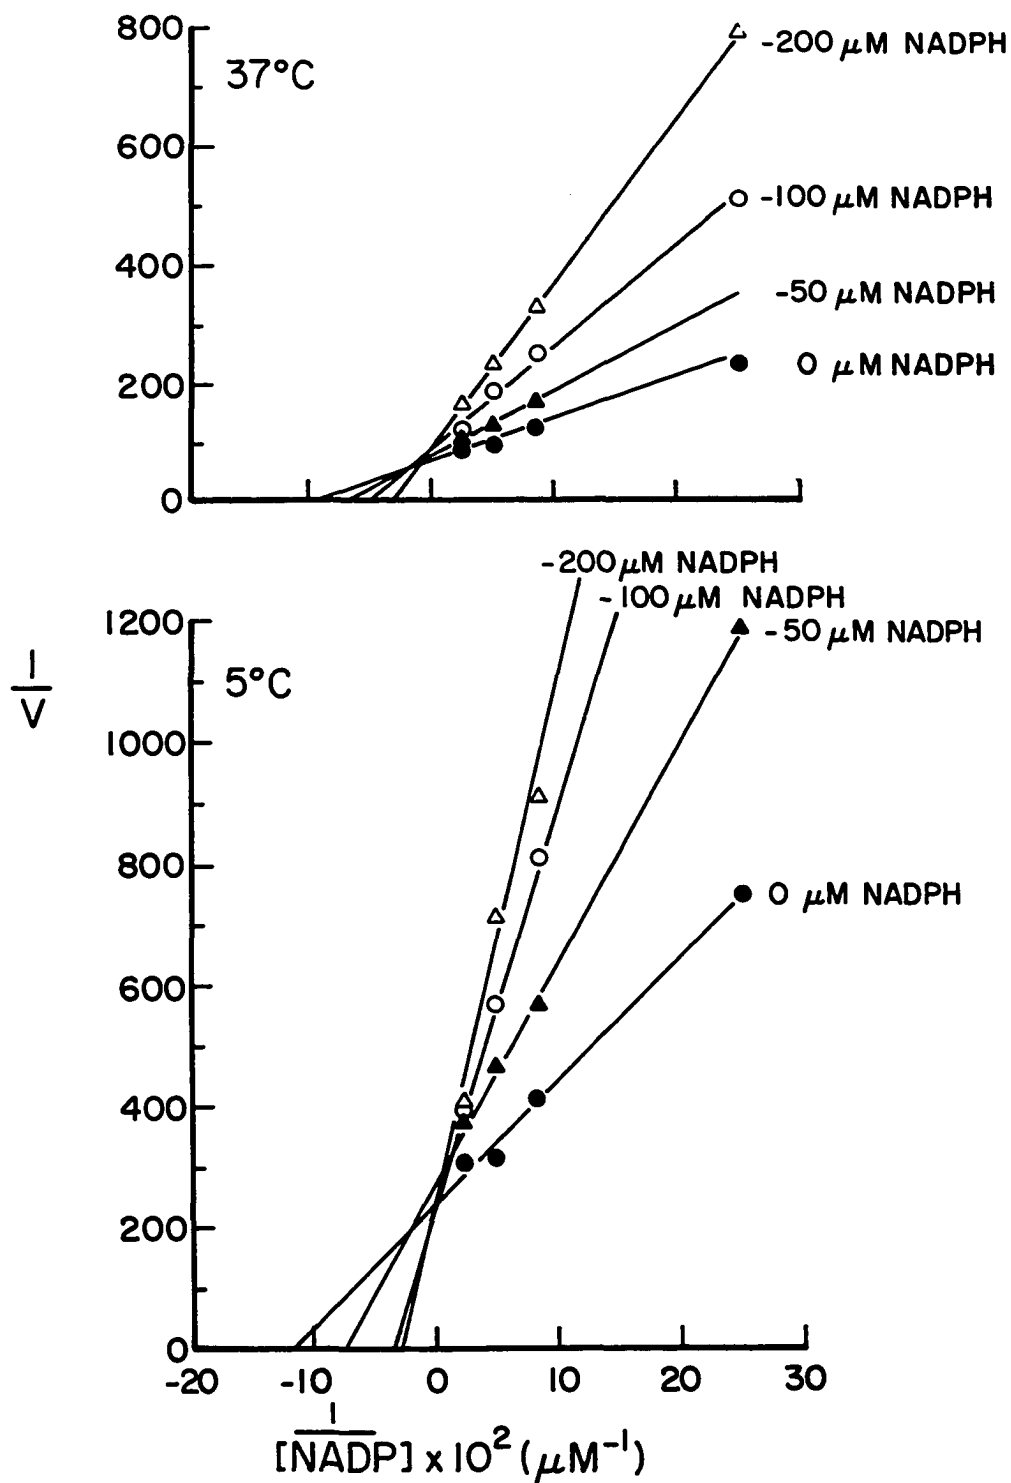 800
600
400
200
0
37°C
-200 μM NADPH
-100 μM NADPH
-50 μM NADPH
0 μM NADPH
1
V
1200
1000
800
600
400
200
0
5°C
-200 μM NADPH
-100 μM NADPH
-50 μM NADPH
0 μM NADPH
-20 -10 0 10 20 30
1
[NADP] x 10² (μM⁻¹)